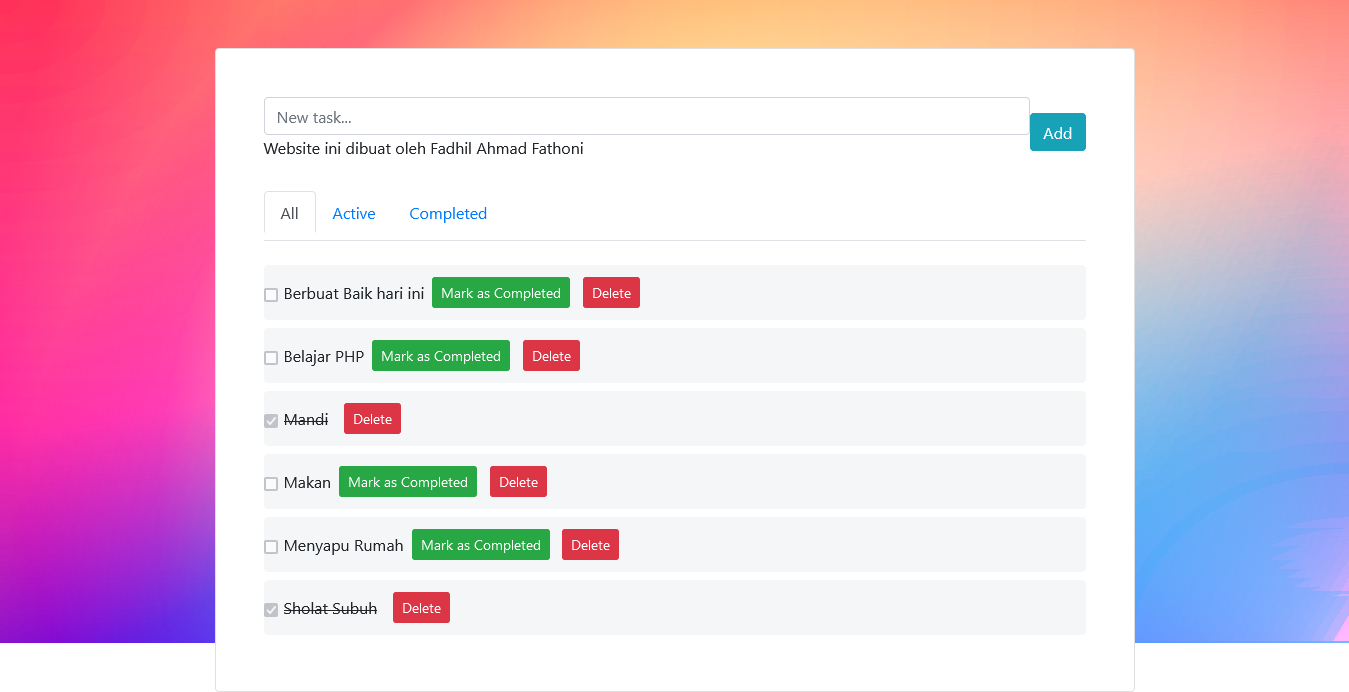 New task...
Add
Website ini dibuat oleh Fadhil Ahmad Fathoni
All Active Completed
Berbuat Baik hari ini Mark as Completed Delete
Belajar PHP Mark as Completed Delete
Mandi Delete
Makan Mark as Completed Delete
Menyapu Rumah Mark as Completed Delete
Sholat Subuh Delete